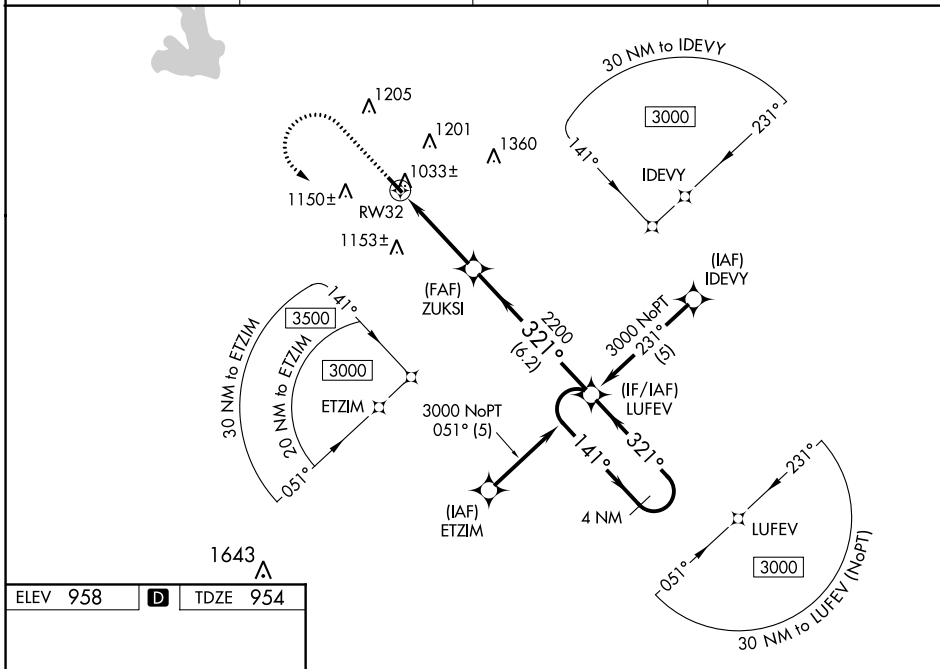 30 NM to IDEVY
3000
141°
231°
IDEVY
1205
1201
1360
1033±
1150±
RW32
1153±
(FAF)
ZUKSI
(IAF)
IDEVY
3000 NoPT
231°
(5)
2200
321°
(6.2)
(IF/IAF)
LUFEV
30 NM to ETZIM
141°
3500
20 NM to ETZIM
3000
ETZIM
051°
3000 NoPT
051° (5)
(IAF)
ETZIM
141°
321°
4 NM
231°
LUFEV
051°
3000
30 NM to LUFEV (NoPT)
1643
ELEV 958 D TDZE 954